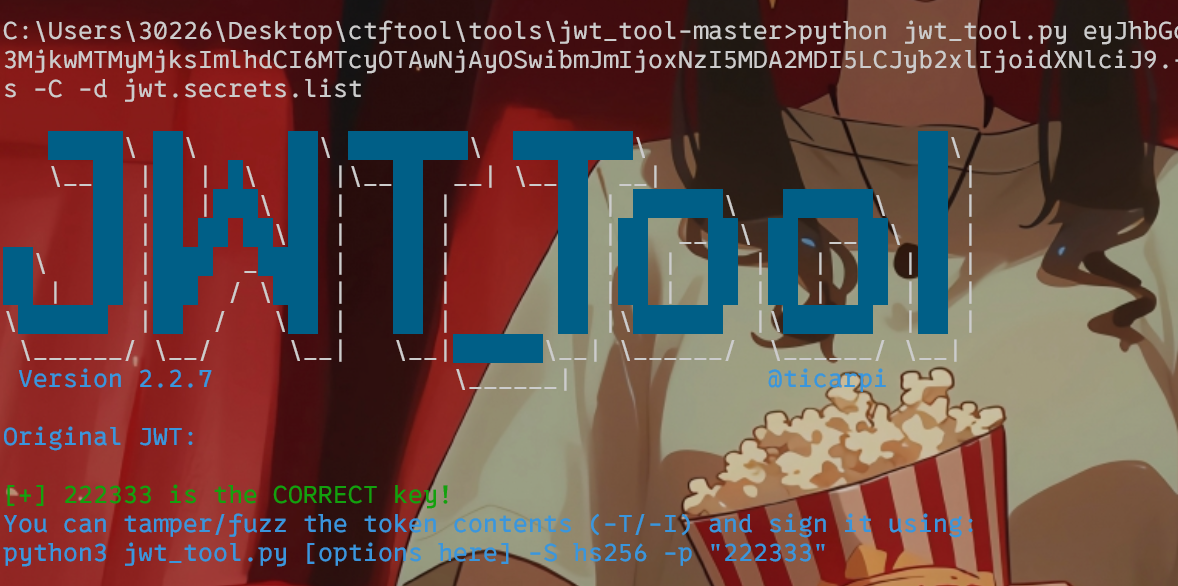 C:\Users\30226\Desktop\ctftool\tools\jwt_tool-master>python jwt_tool.py eyJhbGc
3MjkwMTMyMjksImlhdCI6MTcyOTAwNjAyOSwibmJmIjoxNzI5MDA2MDI5LCJyb2xlIjoidXNlciJ9.-
s -C -d jwt.secrets.list
JWT_Tool
Version 2.2.7 @ticarpi
Original JWT:
[+] 222333 is the CORRECT key!
You can tamper/fuzz the token contents (-T/-I) and sign it using:
python3 jwt_tool.py [options here] -S hs256 -p "222333"